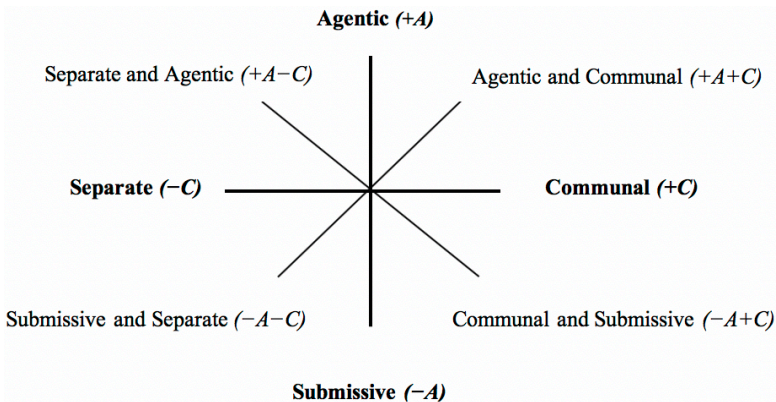 Agentic (+A)
Separate and Agentic (+A−C)
Agentic and Communal (+A+C)
Separate (−C)
Communal (+C)
Submissive and Separate (−A−C)
Communal and Submissive (−A+C)
Submissive (−A)